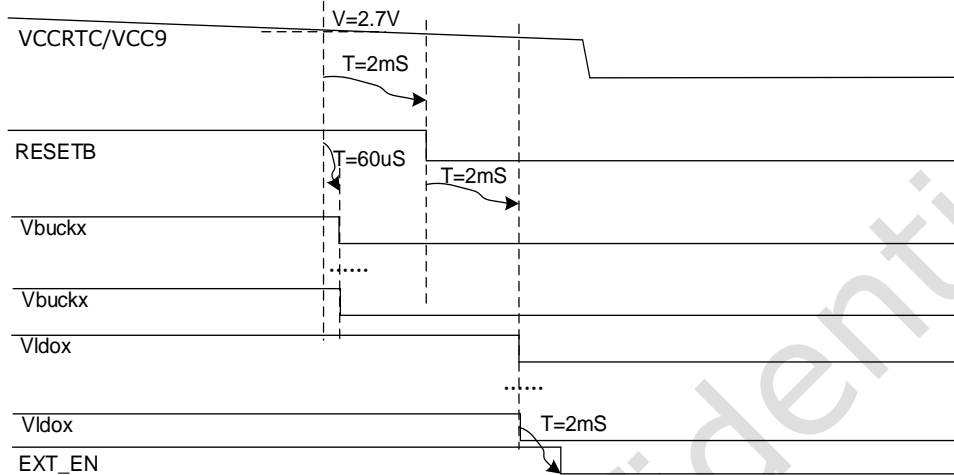 V=2.7V
VCCRTC/VCC9
T=2mS
RESETB
T=60uS
T=2mS
Vbuckx
......
Vbuckx
Vldox
......
Vldox
T=2mS
EXT_EN